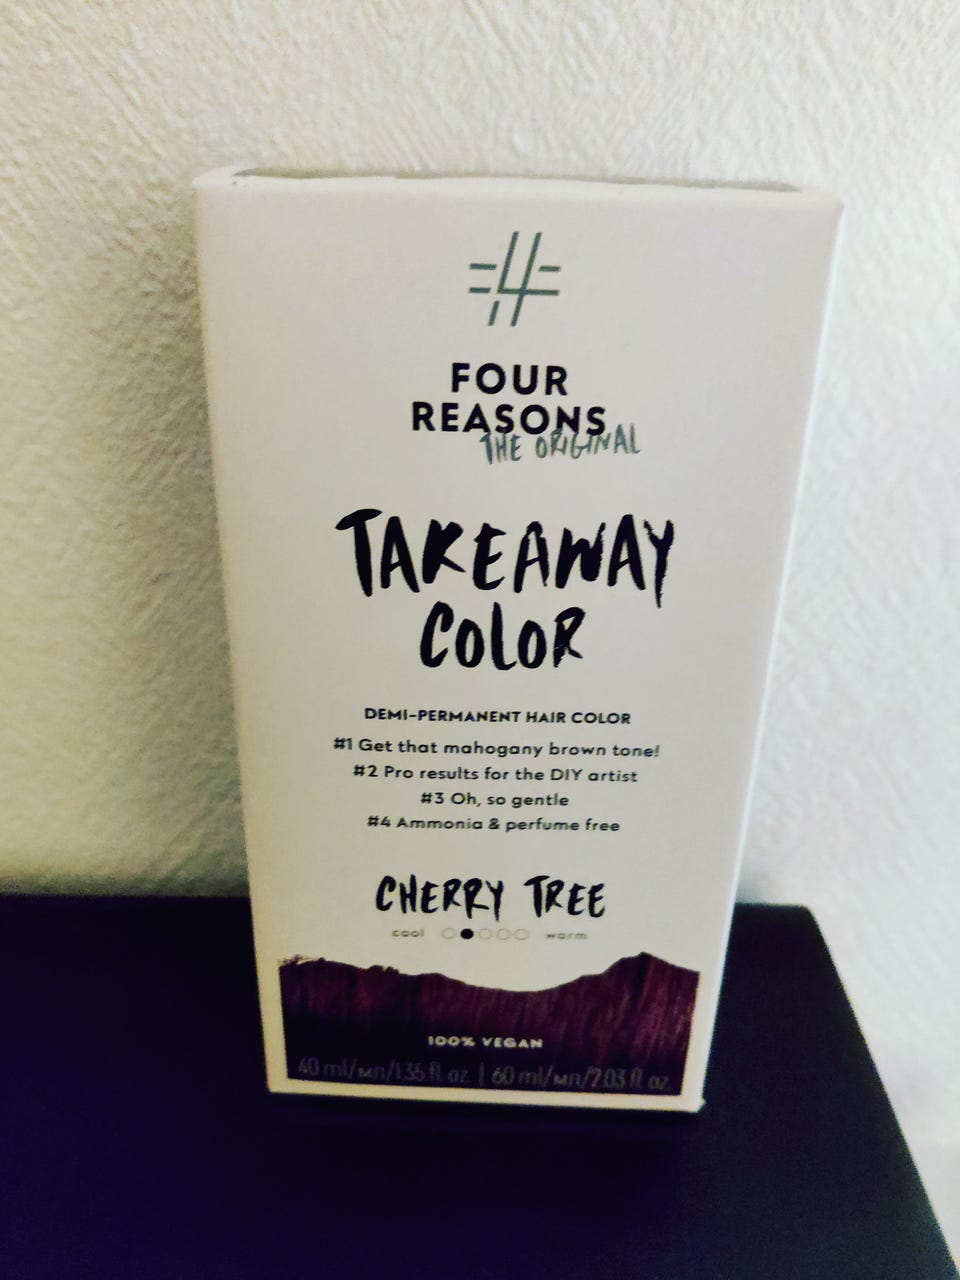 4
FOUR
REASONS
THE ORIGINAL
TAKEAWAY
COLOR
DEMI-PERMANENT HAIR COLOR
#1 Get that mahogany brown tone!
#2 Pro results for the DIY artist
#3 Oh, so gentle
#4 Ammonia & perfume free
CHERRY TREE
cool warm
100% VEGAN
40 ml/мл/1.35 fl oz. | 60 ml/мл/2.03 fl oz.